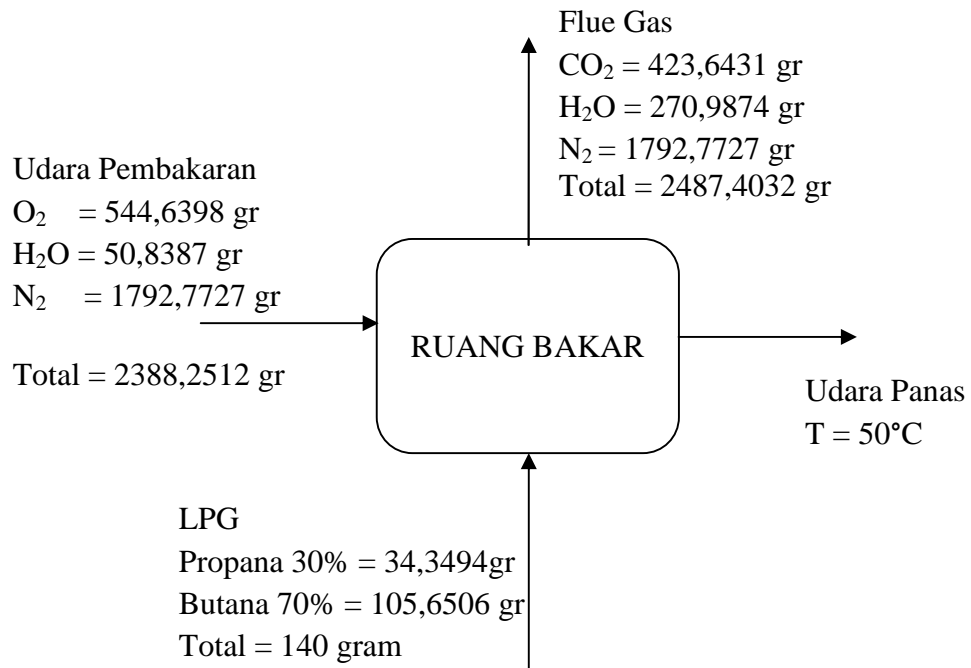 Flue Gas
CO₂ = 423,6431 gr
H₂O = 270,9874 gr
N₂ = 1792,7727 gr
Total = 2487,4032 gr
Udara Pembakaran
O₂ = 544,6398 gr
H₂O = 50,8387 gr
N₂ = 1792,7727 gr
Total = 2388,2512 gr
RUANG BAKAR
Udara Panas
T = 50°C
LPG
Propana 30% = 34,3494gr
Butana 70% = 105,6506 gr
Total = 140 gram